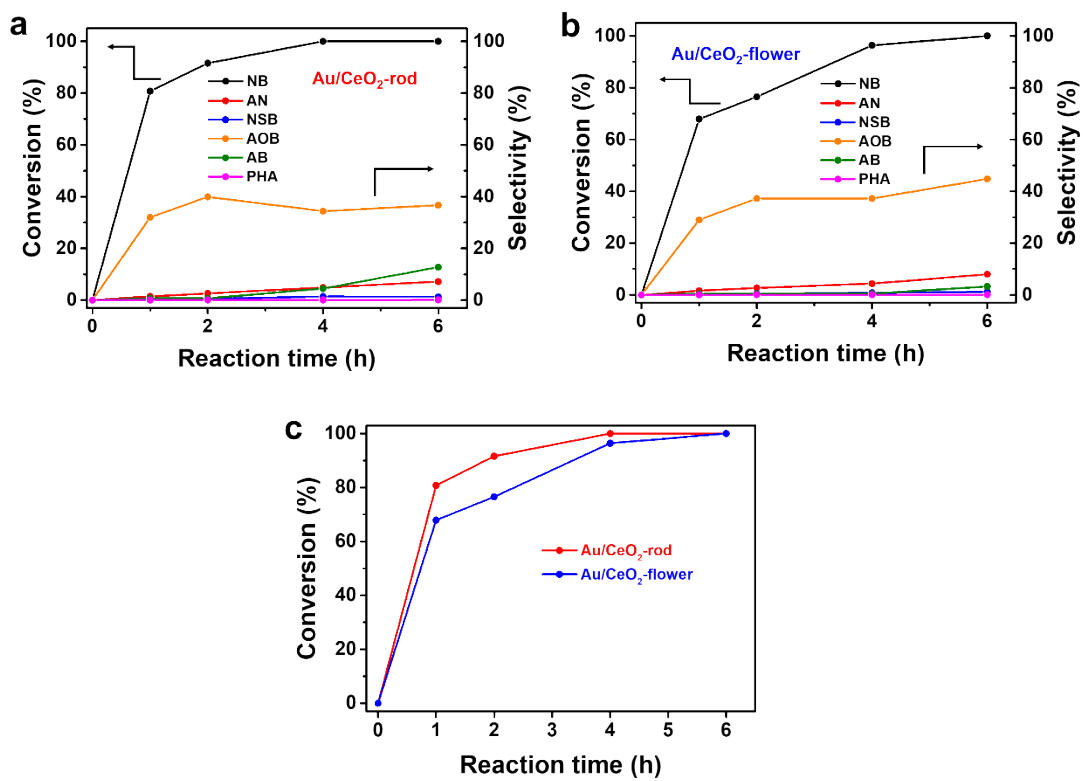 a
Au/CeO₂-rod
Conversion (%)
Selectivity (%)
100
80
60
40
20
0
100
80
60
40
20
0
NB
AN
NSB
AOB
AB
PHA
0
2
4
6
Reaction time (h)
b
Au/CeO₂-flower
Conversion (%)
Selectivity (%)
100
80
60
40
20
0
100
80
60
40
20
0
NB
AN
NSB
AOB
AB
PHA
0
2
4
6
Reaction time (h)
c
Conversion (%)
100
80
60
40
20
0
Au/CeO₂-rod
Au/CeO₂-flower
0 1 2 3 4 5 6
Reaction time (h)